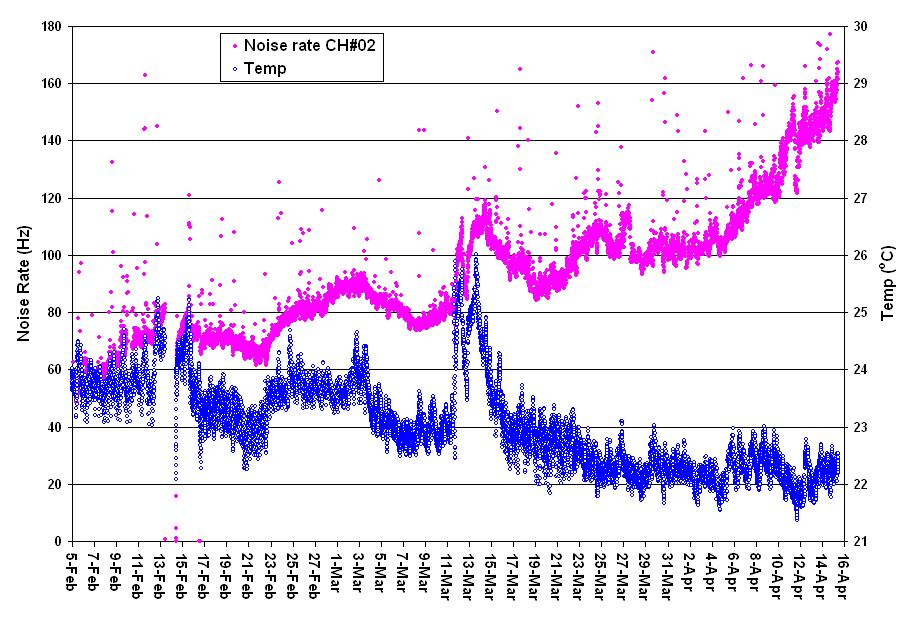 Noise rate CH#02
Temp
Noise Rate (Hz)
180
160
140
120
100
80
60
40
20
0
30
29
28
27
26
25
24
23
22
21
Temp (°C)
5-Feb
7-Feb
9-Feb
11-Feb
13-Feb
15-Feb
17-Feb
19-Feb
21-Feb
23-Feb
25-Feb
27-Feb
1-Mar
3-Mar
5-Mar
7-Mar
9-Mar
11-Mar
13-Mar
15-Mar
17-Mar
19-Mar
21-Mar
23-Mar
25-Mar
27-Mar
29-Mar
31-Mar
2-Apr
4-Apr
6-Apr
8-Apr
10-Apr
12-Apr
14-Apr
16-Apr